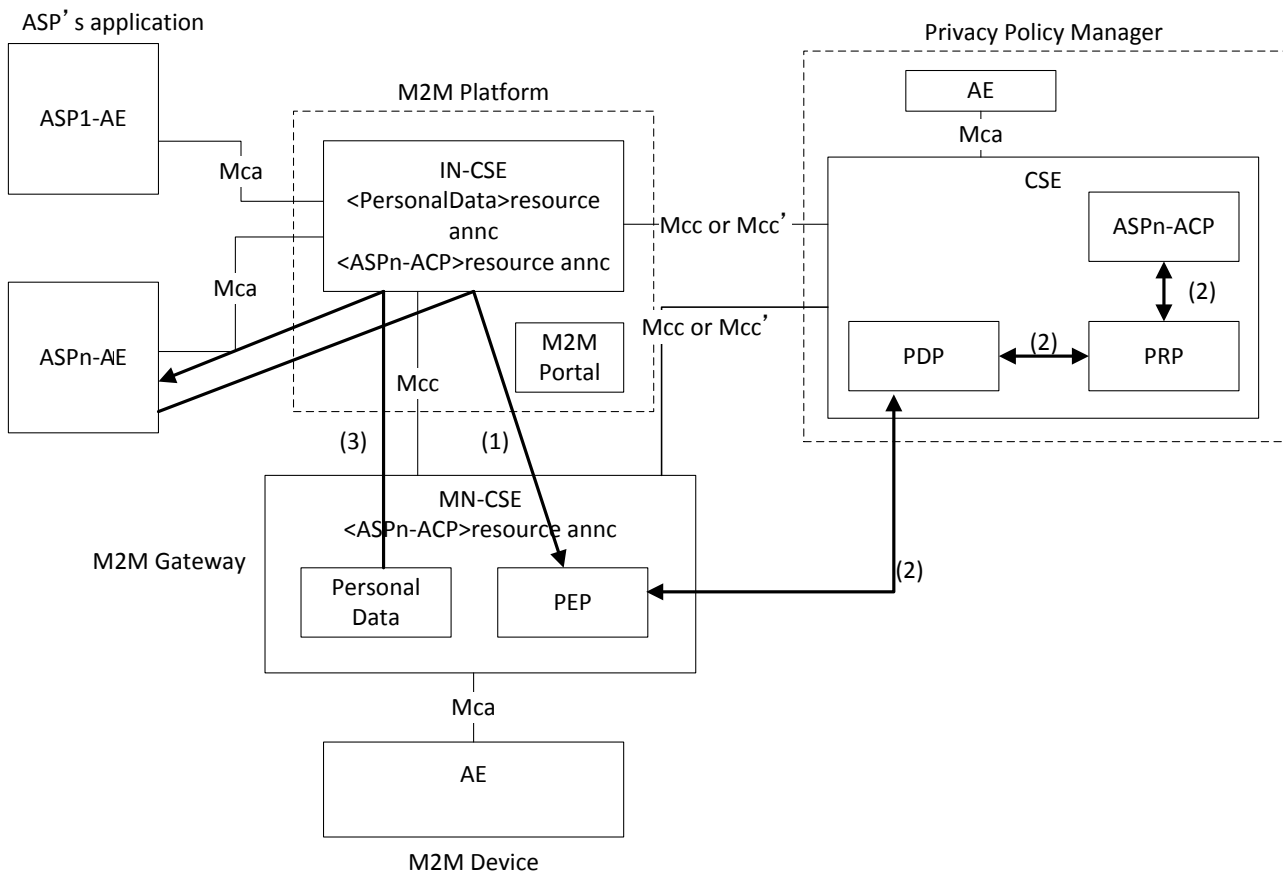 ASP’s application
Privacy Policy Manager
M2M Platform
ASP1-AE
AE
Mca
Mca
IN-CSE
<PersonalData>resource
annc
<ASPn-ACP>resource annc
CSE
Mcc or Mcc’
ASPn-ACP
Mca
(2)
ASPn-AE
Mcc or Mcc’
M2M
Portal
PDP
(2)
PRP
Mcc
(3)
(1)
MN-CSE
<ASPn-ACP>resource annc
M2M Gateway
Personal
Data
PEP
(2)
Mca
AE
M2M Device